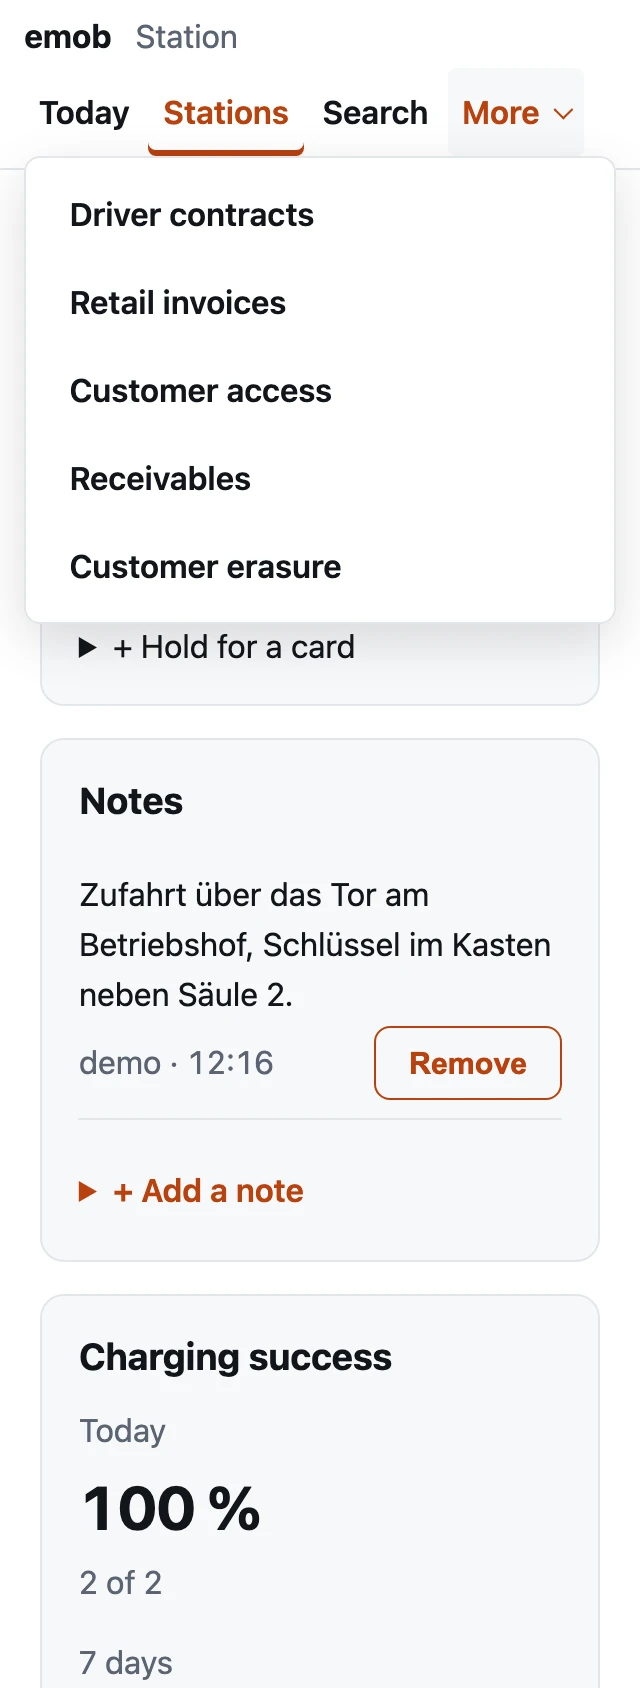 emob Station
Today Stations Search More
Driver contracts
Retail invoices
Customer access
Receivables
Customer erasure
+ Hold for a card
Notes
Zufahrt über das Tor am
Betriebshof, Schlüssel im Kasten
neben Säule 2.
demo · 12:16 Remove
+ Add a note
Charging success
Today
100 %
2 of 2
7 days